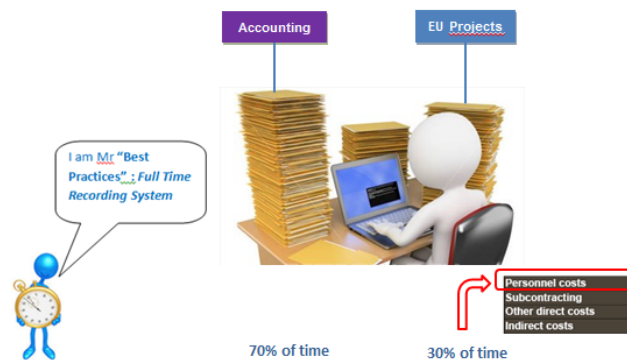 Accounting
EU Projects
I am Mr “Best
Practices” : Full Time
Recording System
Personnel costs
Subcontracting
Other direct costs
Indirect costs
70% of time
30% of time